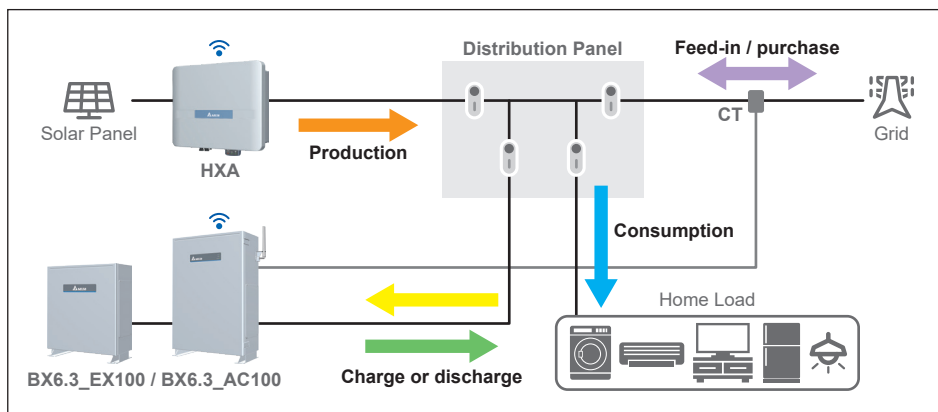 Distribution Panel
Feed-in / purchase
Solar Panel
HXA
Production
CT
Grid
Consumption
Home Load
BX6.3_EX100 / BX6.3_AC100
Charge or discharge